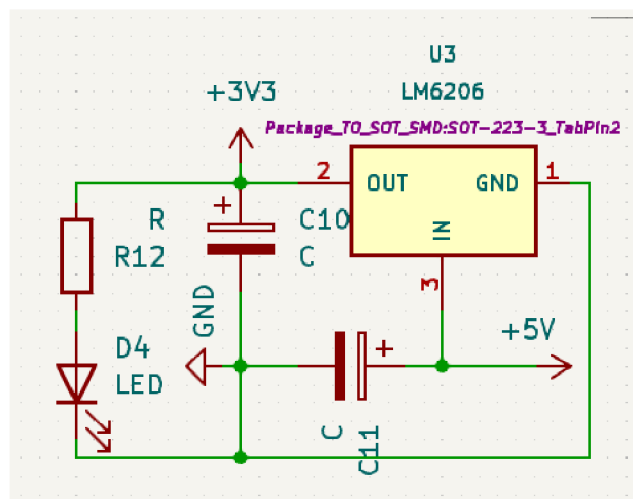 U3
LM6206
+3V3
Package_TO_SOT_SMD:SOT-223-3_TabPin2
2
OUT
GND
1
IN
3
+
C10
C
R
R12
GND
D4
LED
+
+5V
C
C11